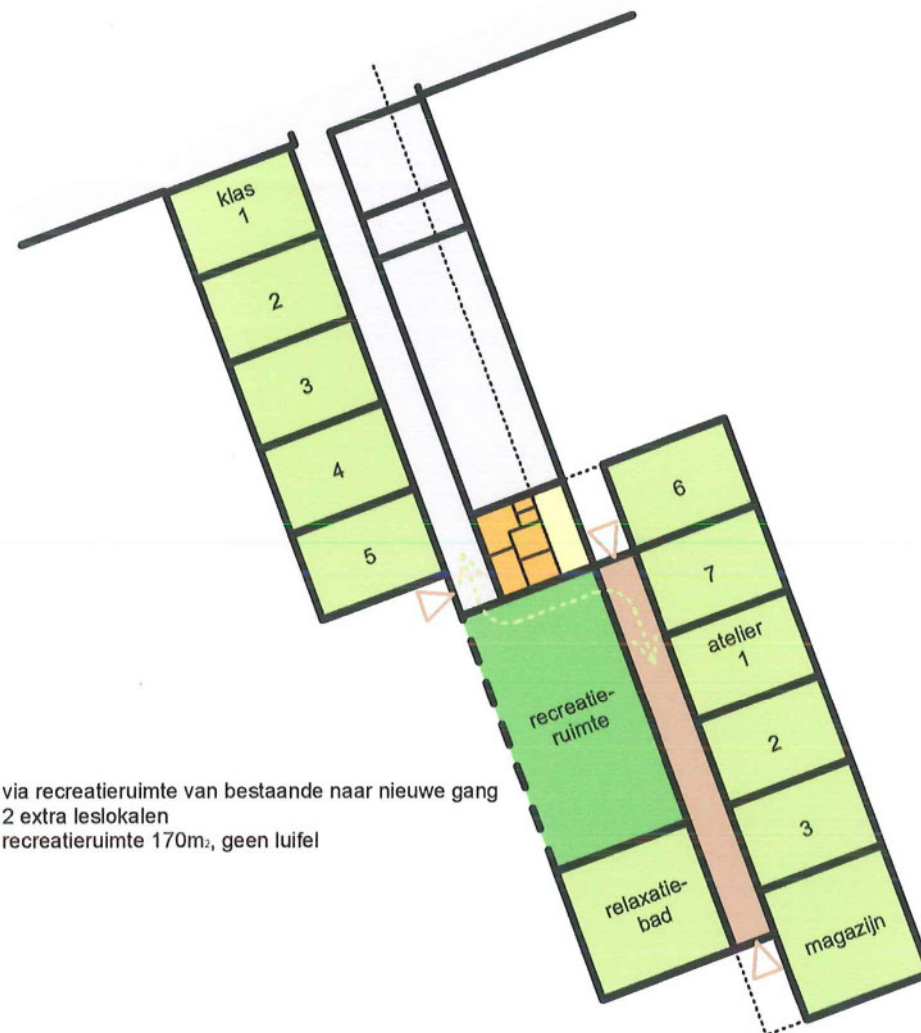 klas
1
2
3
4
5
6
7
atelier
1
2
3
magazijn
recreatie-
ruimte
relaxatie-
bad
via recreatieruimte van bestaande naar nieuwe gang
2 extra leslokalen
recreatieruimte 170m₂, geen luifel